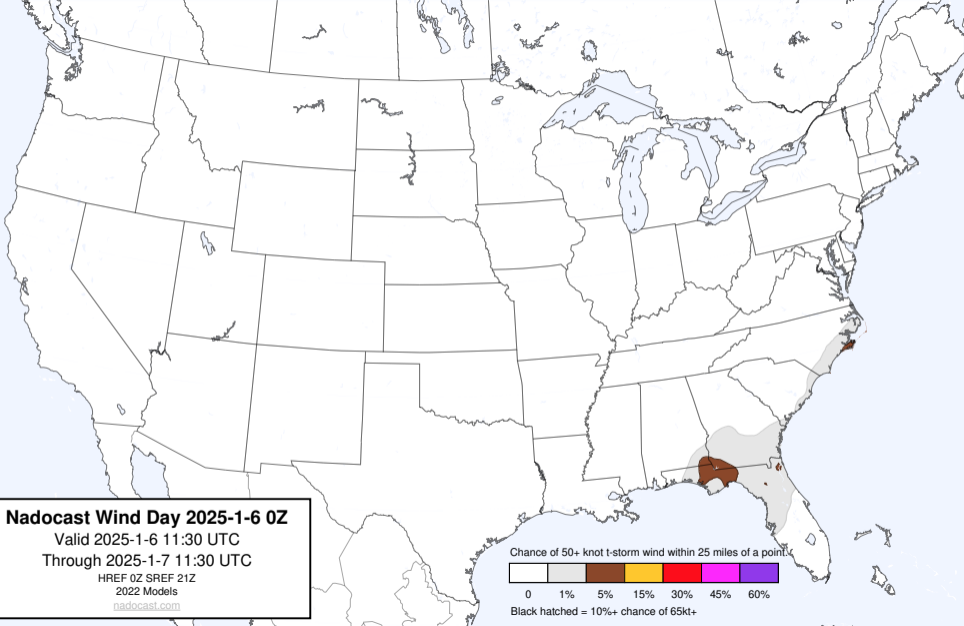 Nadocast Wind Day 2025-1-6 0Z
Valid 2025-1-6 11:30 UTC
Through 2025-1-7 11:30 UTC
HREF 0Z SREF 21Z
2022 Models
nadocast.com
Chance of 50+ knot t-storm wind within 25 miles of a point.
0 1% 5% 15% 30% 45% 60%
Black hatched = 10%+ chance of 65kt+